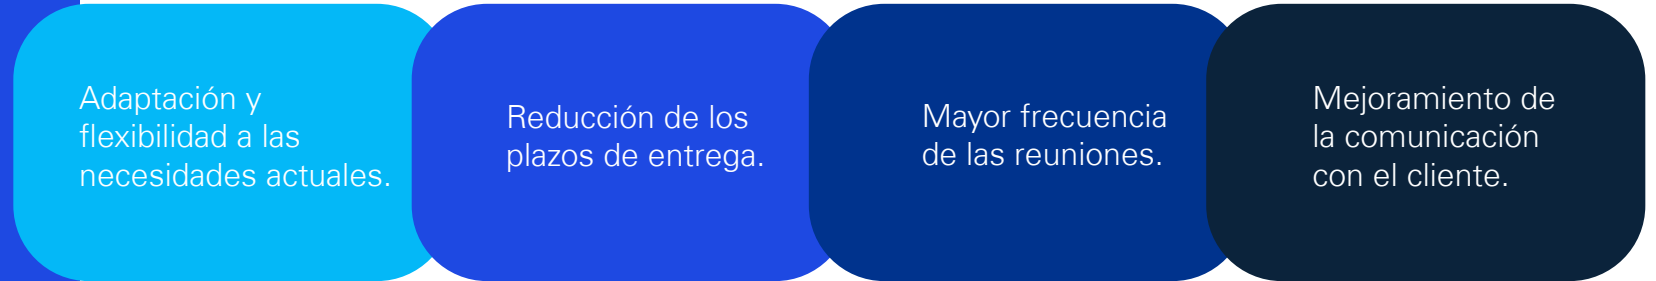 Adaptación y
flexibilidad a las
necesidades actuales.
Reducción de los
plazos de entrega.
Mayor frecuencia
de las reuniones.
Mejoramiento de
la comunicación
con el cliente.